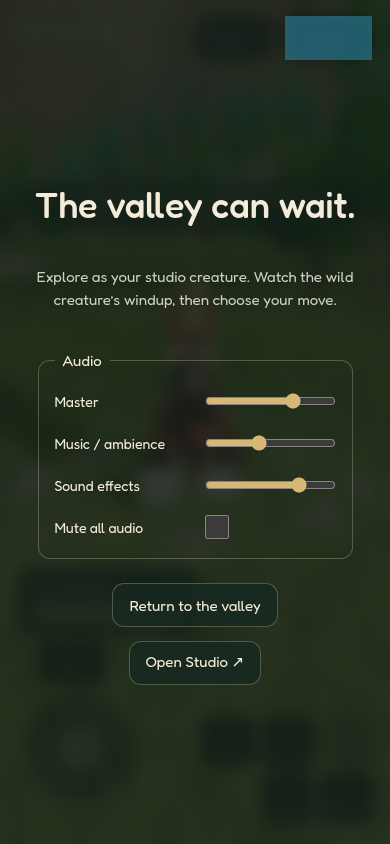 The valley can wait.
Explore as your studio creature. Watch the wild
creature's windup, then choose your move.
Audio
Master
Music / ambience
Sound effects
Mute all audio
Return to the valley
Open Studio ↗